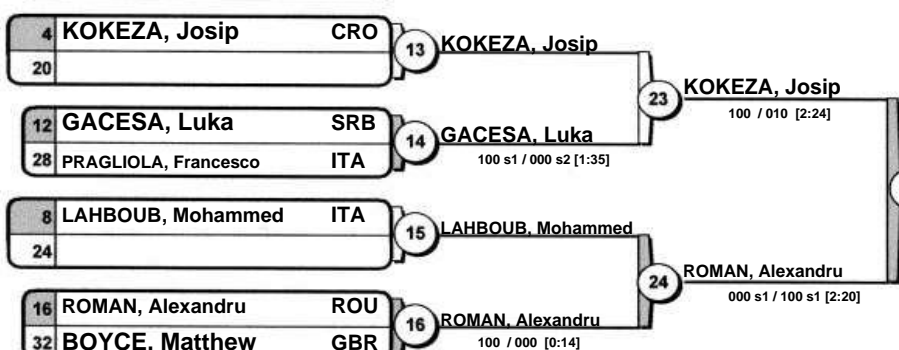 4 KOKEZA, Josip CRO
20
13 KOKEZA, Josip
12 GACESA, Luka SRB
28 PRAGLIOLA, Francesco ITA
14 GACESA, Luka
100 s1 / 000 s2 [1:35]
23 KOKEZA, Josip
100 / 010 [2:24]
8 LAHBOUB, Mohammed ITA
24
15 LAHBOUB, Mohammed
16 ROMAN, Alexandru ROU
32 BOYCE, Matthew GBR
16 ROMAN, Alexandru
100 / 000 [0:14]
24 ROMAN, Alexandru
000 s1 / 100 s1 [2:20]